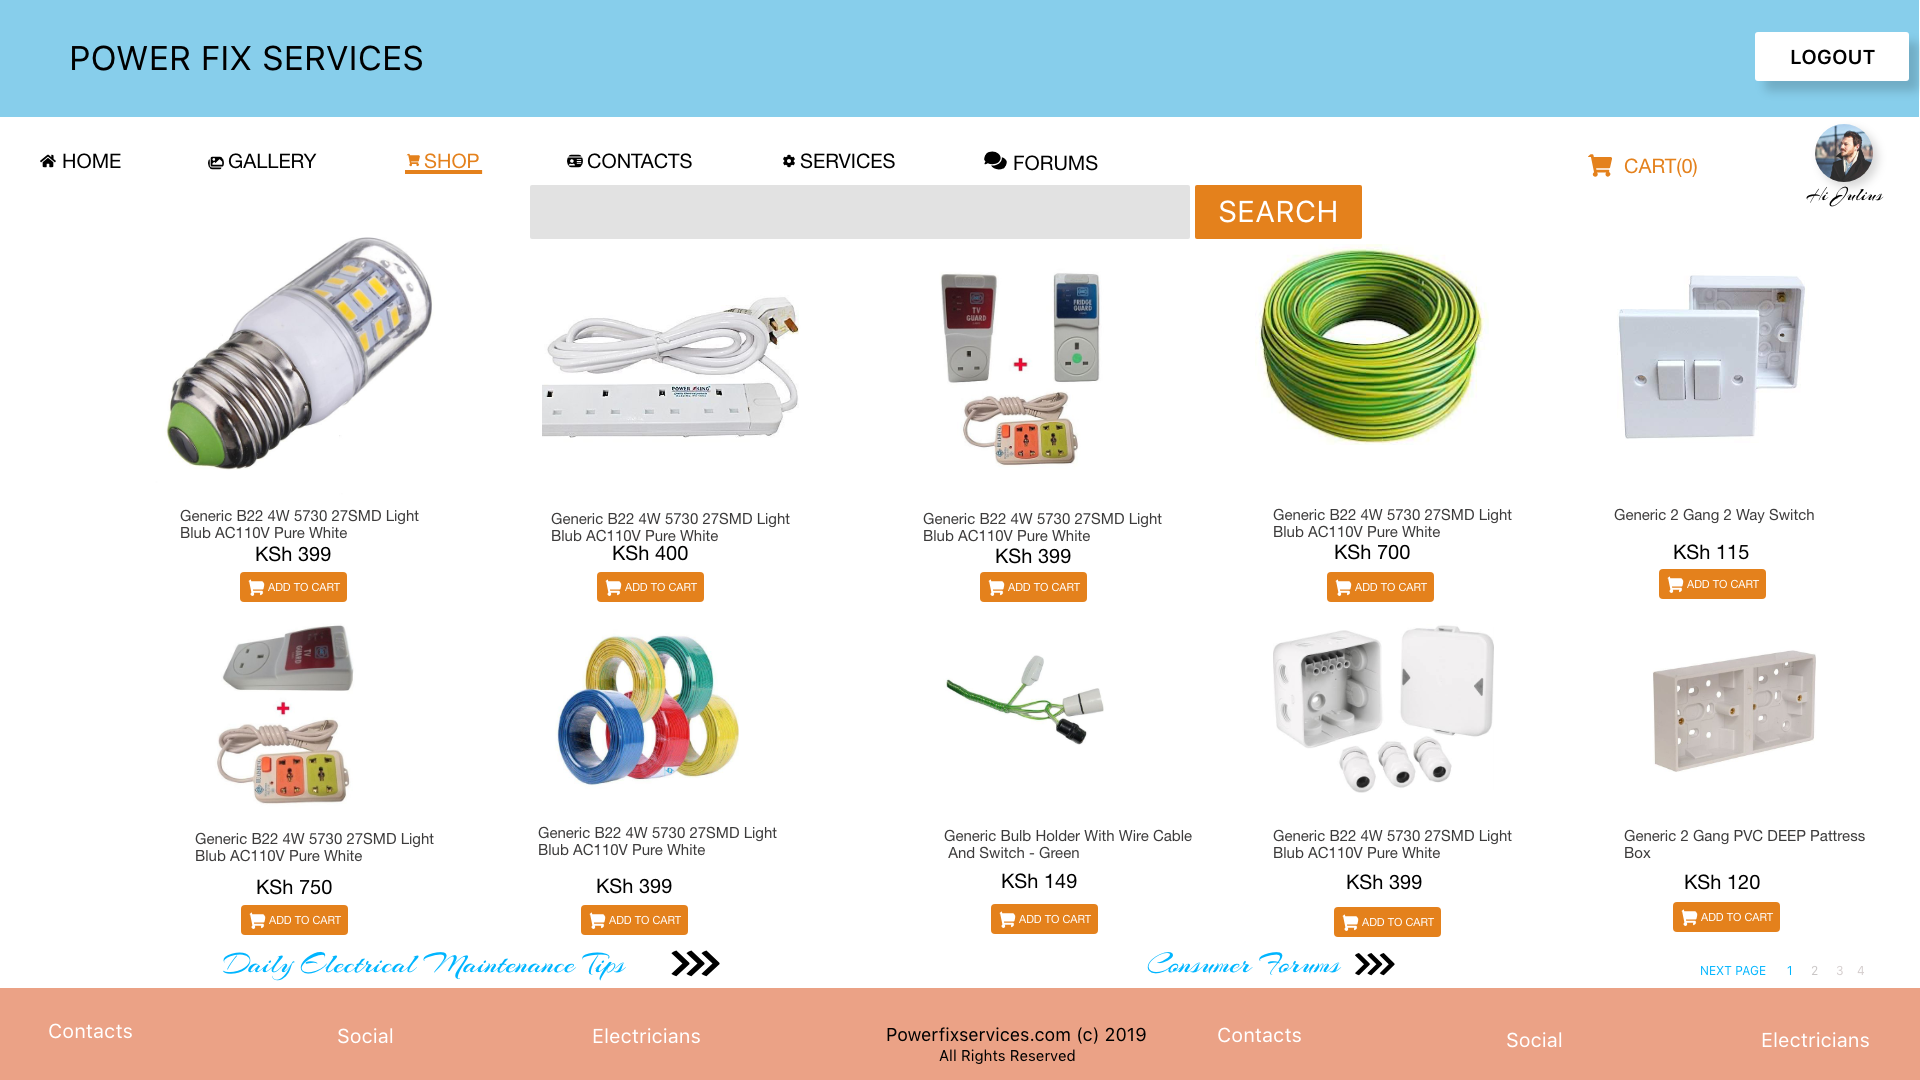 POWER FIX SERVICES
LOGOUT
HOME
GALLERY
SHOP
CONTACTS
SERVICES
FORUMS
CART(0)
Hi Julius
SEARCH
TV
GUARD
FRIDGE
GUARD
POWER KING
Generic B22 4W 5730 27SMD Light
Blub AC110V Pure White
KSh 399
ADD TO CART
Generic B22 4W 5730 27SMD Light
Blub AC110V Pure White
KSh 400
ADD TO CART
Generic B22 4W 5730 27SMD Light
Blub AC110V Pure White
KSh 399
ADD TO CART
Generic B22 4W 5730 27SMD Light
Blub AC110V Pure White
KSh 700
ADD TO CART
Generic 2 Gang 2 Way Switch
KSh 115
ADD TO CART
TV
GUARD
Generic B22 4W 5730 27SMD Light
Blub AC110V Pure White
KSh 750
ADD TO CART
Generic B22 4W 5730 27SMD Light
Blub AC110V Pure White
KSh 399
ADD TO CART
Generic Bulb Holder With Wire Cable
And Switch - Green
KSh 149
ADD TO CART
Generic B22 4W 5730 27SMD Light
Blub AC110V Pure White
KSh 399
ADD TO CART
Generic 2 Gang PVC DEEP Pattress
Box
KSh 120
ADD TO CART
Daily Electrical Maintenance Tips
Consumer Forums
NEXT PAGE 1 2 3 4
Contacts
Social
Electricians
Powerfixservices.com (c) 2019
All Rights Reserved
Contacts
Social
Electricians